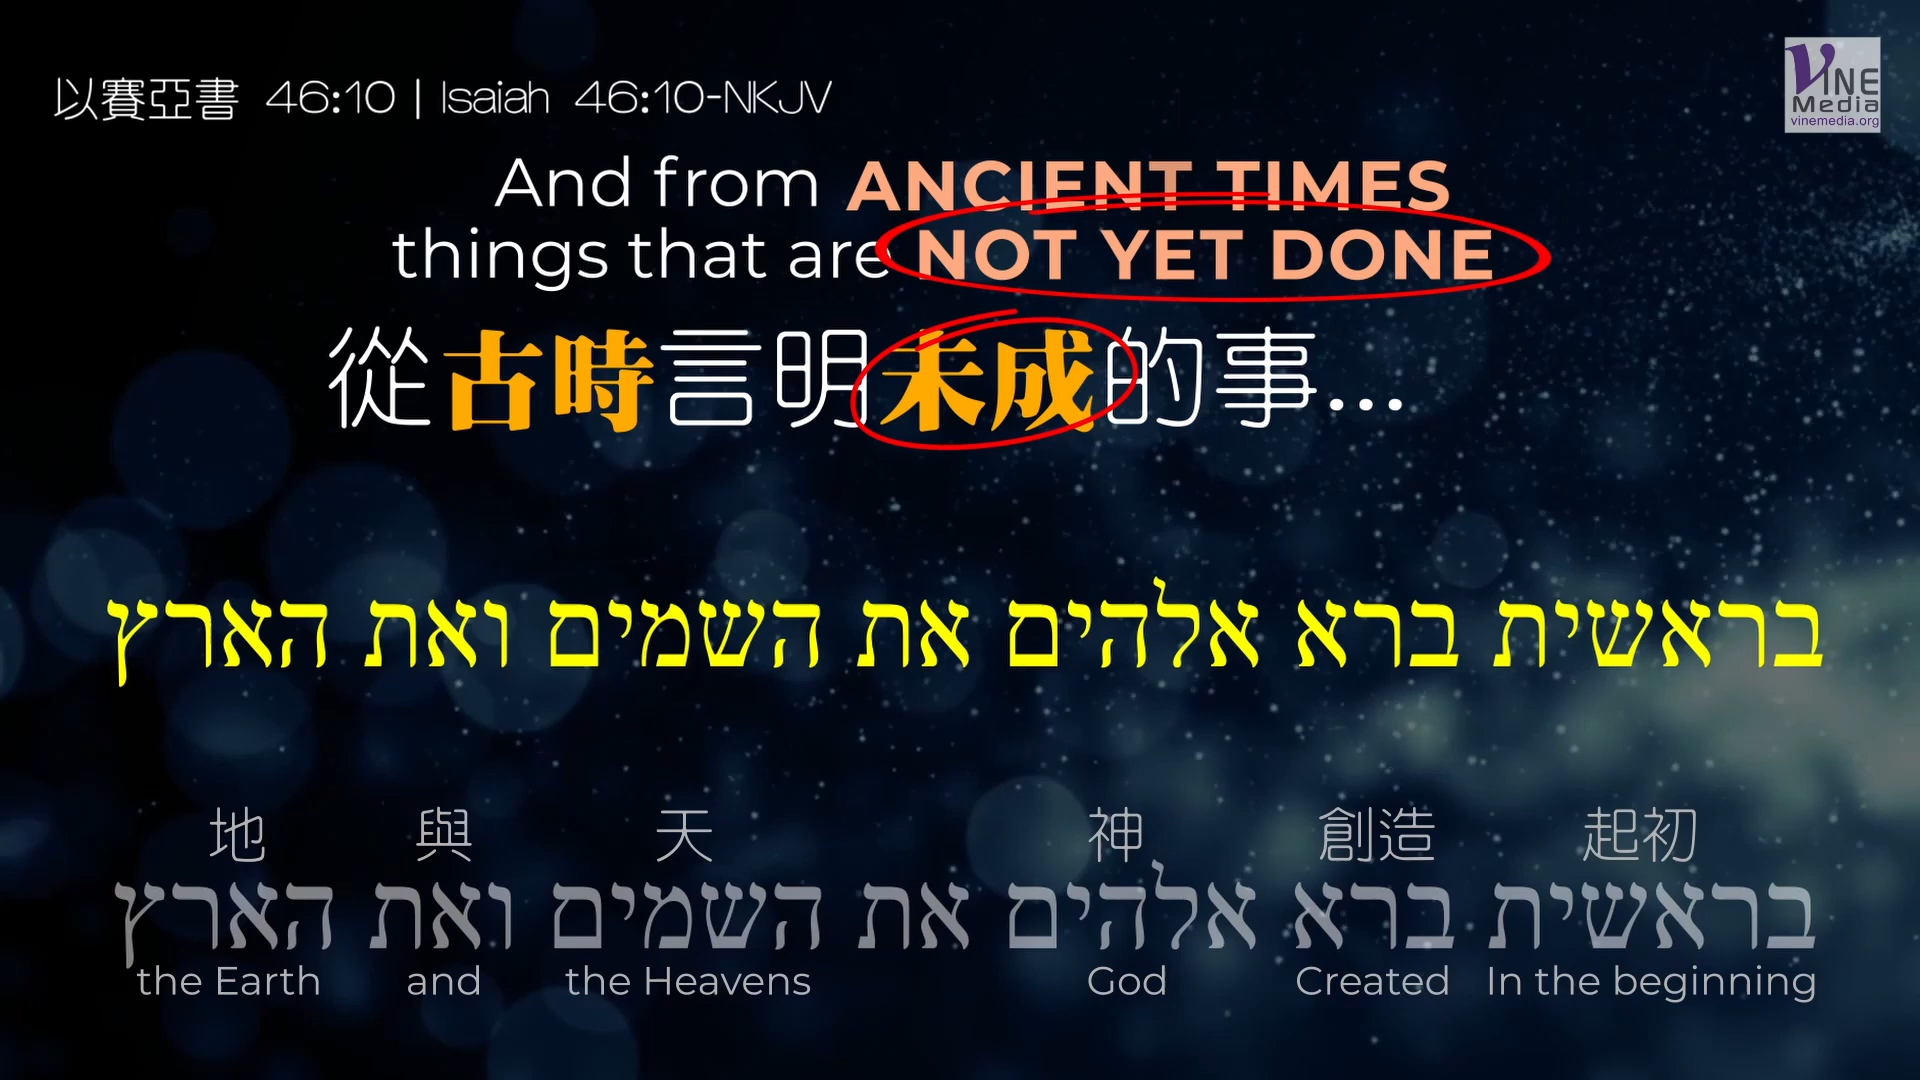 以賽亞書 46:10 | Isaiah 46:10-NKJV
VINE
Media
vinemedia.org
And from ANCIENT TIMES
things that are NOT YET DONE
從古時言明未成的事...
בראשית ברא אלהים את השמים ואת הארץ
地 與 天 神 創造 起初
בראשית ברא אלהים את השמים ואת הארץ
the Earth and the Heavens God Created In the beginning